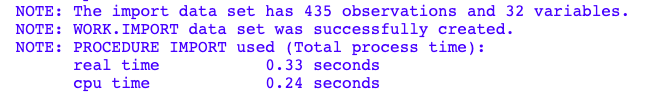 NOTE: The import data set has 435 observations and 32 variables.
NOTE: WORK.IMPORT data set was successfully created.
NOTE: PROCEDURE IMPORT used (Total process time):
real time 0.33 seconds
cpu time 0.24 seconds